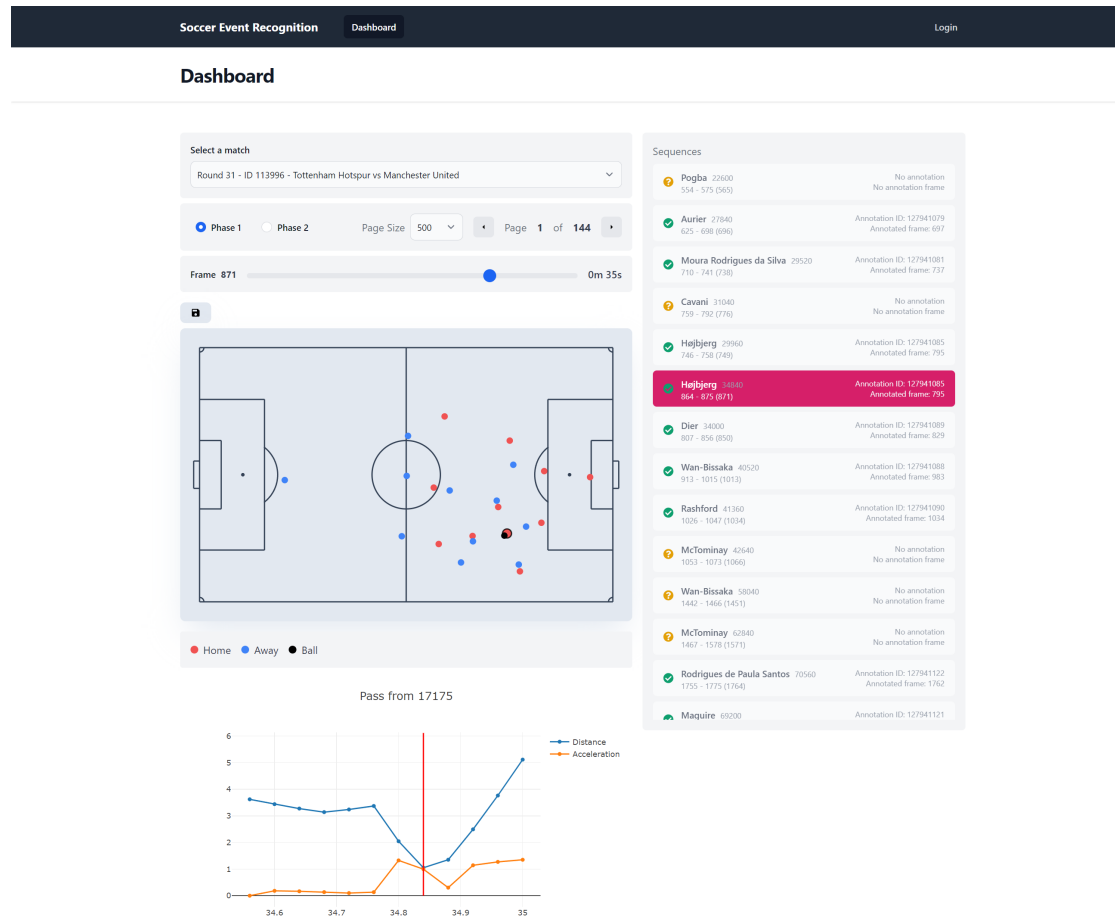 Soccer Event Recognition Dashboard Login
Dashboard
Select a match
Round 31 - ID 113996 - Tottenham Hotspur vs Manchester United
Phase 1 Phase 2 Page Size 500 Page 1 of 144
Frame 871 0m 35s
Home Away Ball
Pass from 17175
6
5
4
3
2
1
0
34.6 34.7 34.8 34.9 35
Distance
Acceleration
Sequences
Pogba 22600 No annotation
554 - 575 (565) No annotation frame
Aurier 27840 Annotation ID: 127941079
625 - 698 (696) Annotated frame: 697
Moura Rodrigues da Silva 29520 Annotation ID: 127941081
710 - 741 (738) Annotated frame: 737
Cavani 31040 No annotation
759 - 792 (776) No annotation frame
Højbjerg 29960 Annotation ID: 127941085
746 - 758 (749) Annotated frame: 795
Højbjerg 34840 Annotation ID: 127941085
864 - 875 (871) Annotated frame: 795
Dier 34000 Annotation ID: 127941089
807 - 856 (850) Annotated frame: 829
Wan-Bissaka 40520 Annotation ID: 127941088
913 - 1015 (1013) Annotated frame: 983
Rashford 41360 Annotation ID: 127941090
1026 - 1047 (1034) Annotated frame: 1034
McTominay 42640 No annotation
1053 - 1073 (1066) No annotation frame
Wan-Bissaka 58040 No annotation
1442 - 1466 (1451) No annotation frame
McTominay 62840 No annotation
1467 - 1578 (1571) No annotation frame
Rodrigues de Paula Santos 70560 Annotation ID: 127941122
1755 - 1775 (1764) Annotated frame: 1762
Maguire 69200 Annotation ID: 127941121